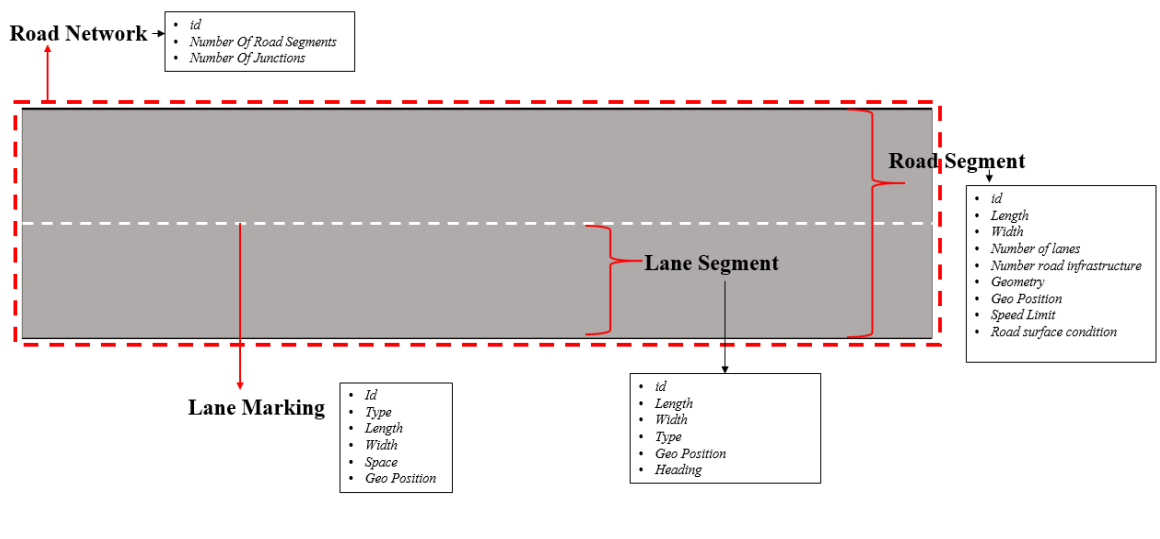 Road Network
• id
• Number Of Road Segments
• Number Of Junctions
Road Segment
• id
• Length
• Width
• Number of lanes
• Number road infrastructure
• Geometry
• Geo Position
• Speed Limit
• Road surface condition
Lane Segment
• id
• Length
• Width
• Type
• Geo Position
• Heading
Lane Marking
• Id
• Type
• Length
• Width
• Space
• Geo Position